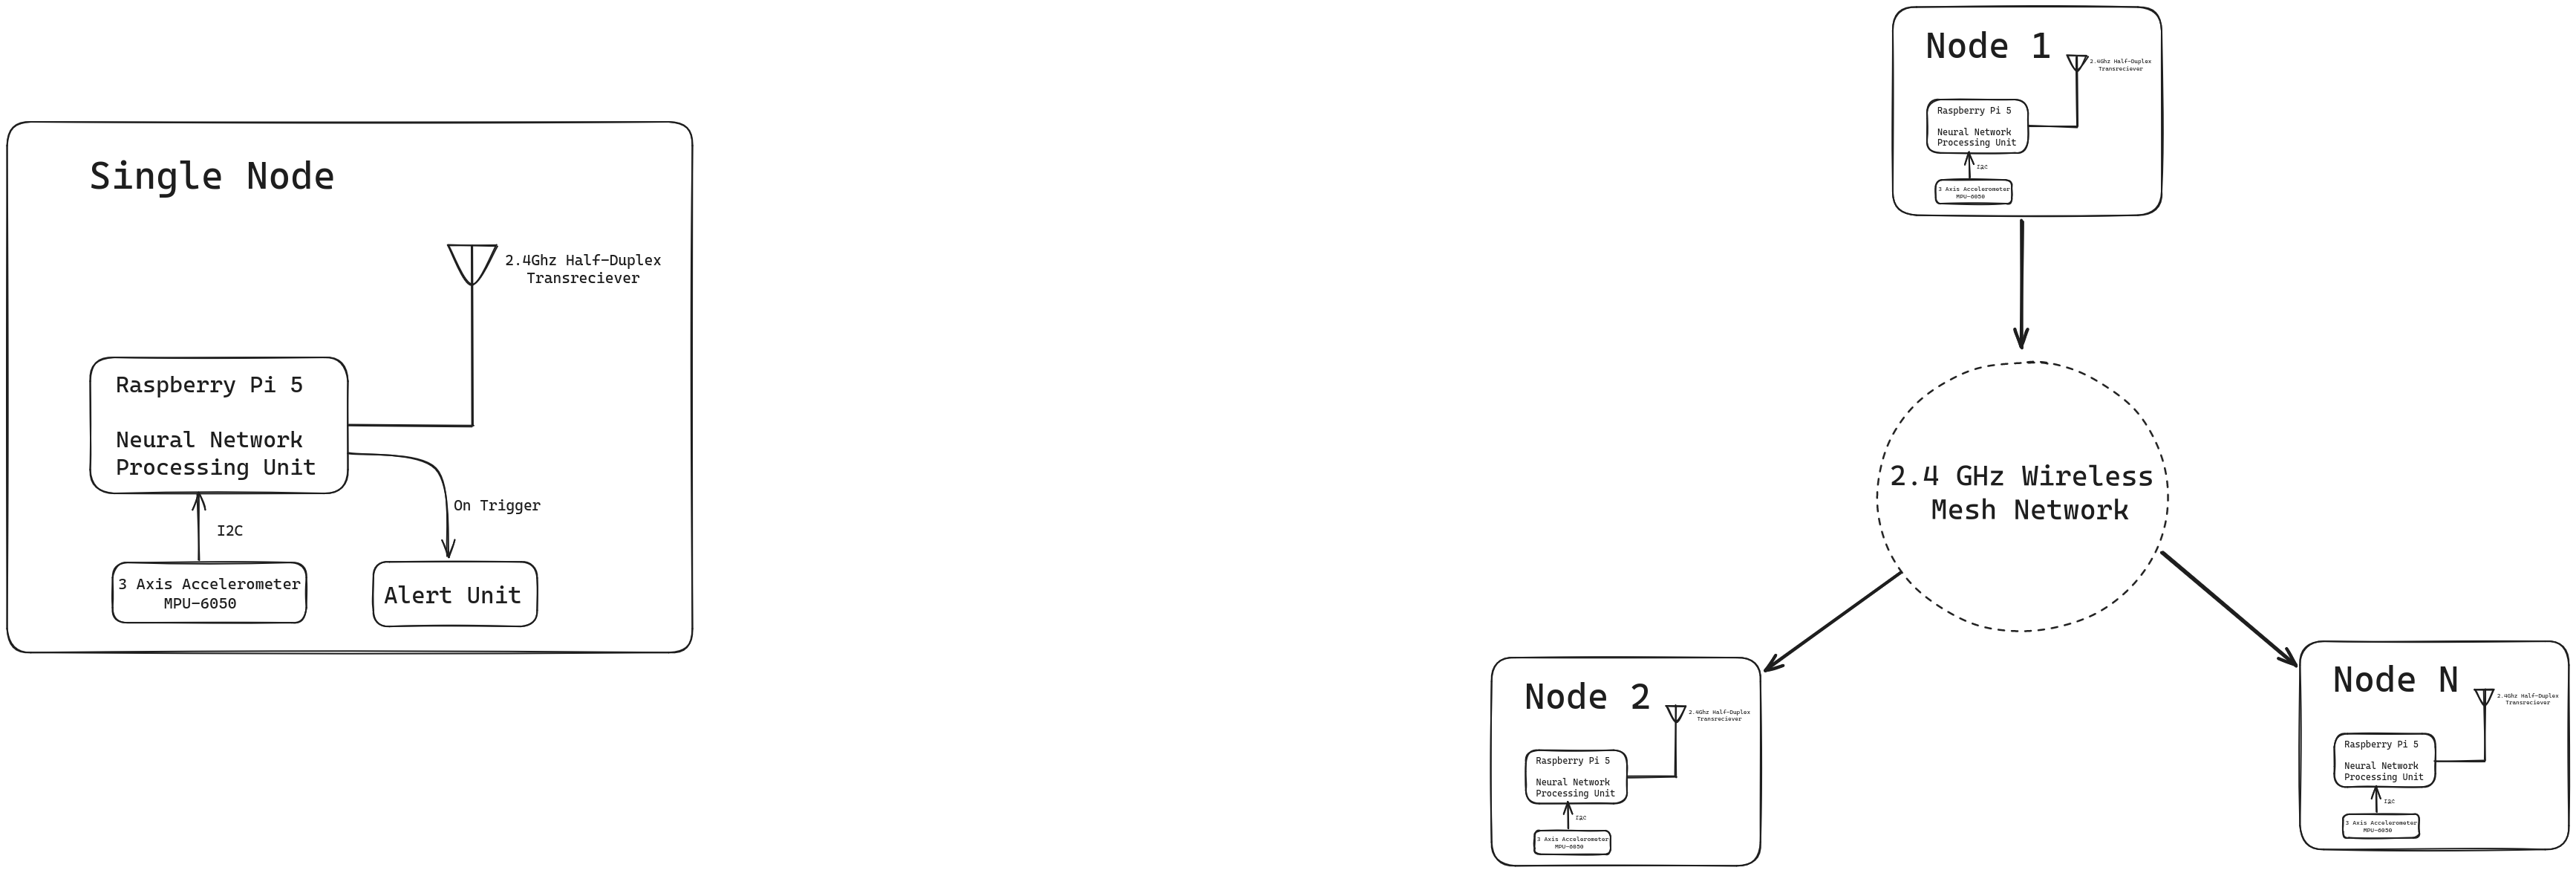 Single Node
2.4Ghz Half-Duplex
Transreciever
Raspberry Pi 5
Neural Network
Processing Unit
On Trigger
I2C
3 Axis Accelerometer
MPU-6050
Alert Unit
Node 1
2.4Ghz Half-Duplex
Transreciever
Raspberry Pi 5
Neural Network
Processing Unit
I2C
3 Axis Accelerometer
MPU-6050
2.4 GHz Wireless
Mesh Network
Node 2
2.4Ghz Half-Duplex
Transreciever
Raspberry Pi 5
Neural Network
Processing Unit
I2C
3 Axis Accelerometer
MPU-6050
Node N
2.4Ghz Half-Duplex
Transreciever
Raspberry Pi 5
Neural Network
Processing Unit
I2C
3 Axis Accelerometer
MPU-6050